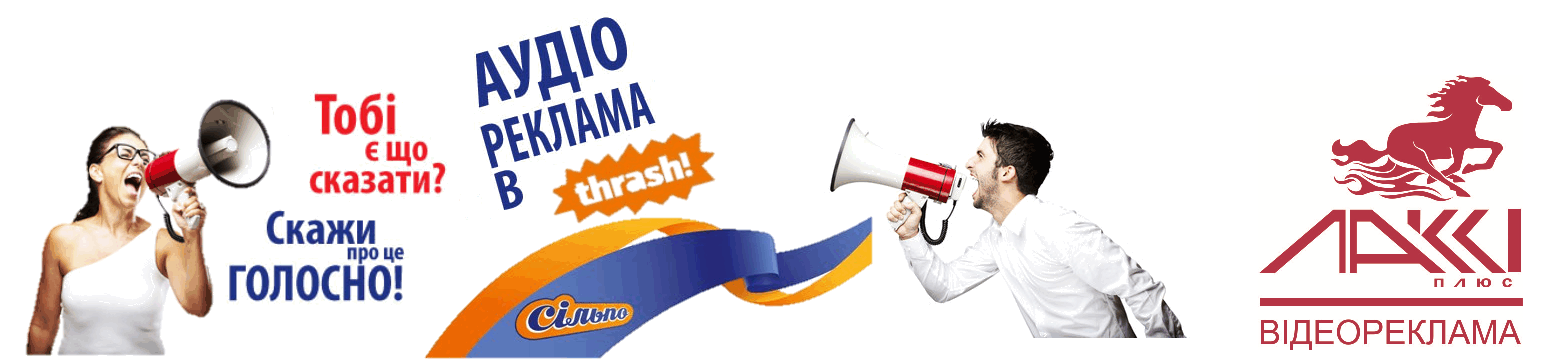 Тобі
є що
сказати?
Скажи
про це
ГОЛОСНО!
АУДІО
РЕКЛАМА
В
thrash!
Сільпо
ЛАККІ
ПЛЮС
ВІДЕОРЕКЛАМА